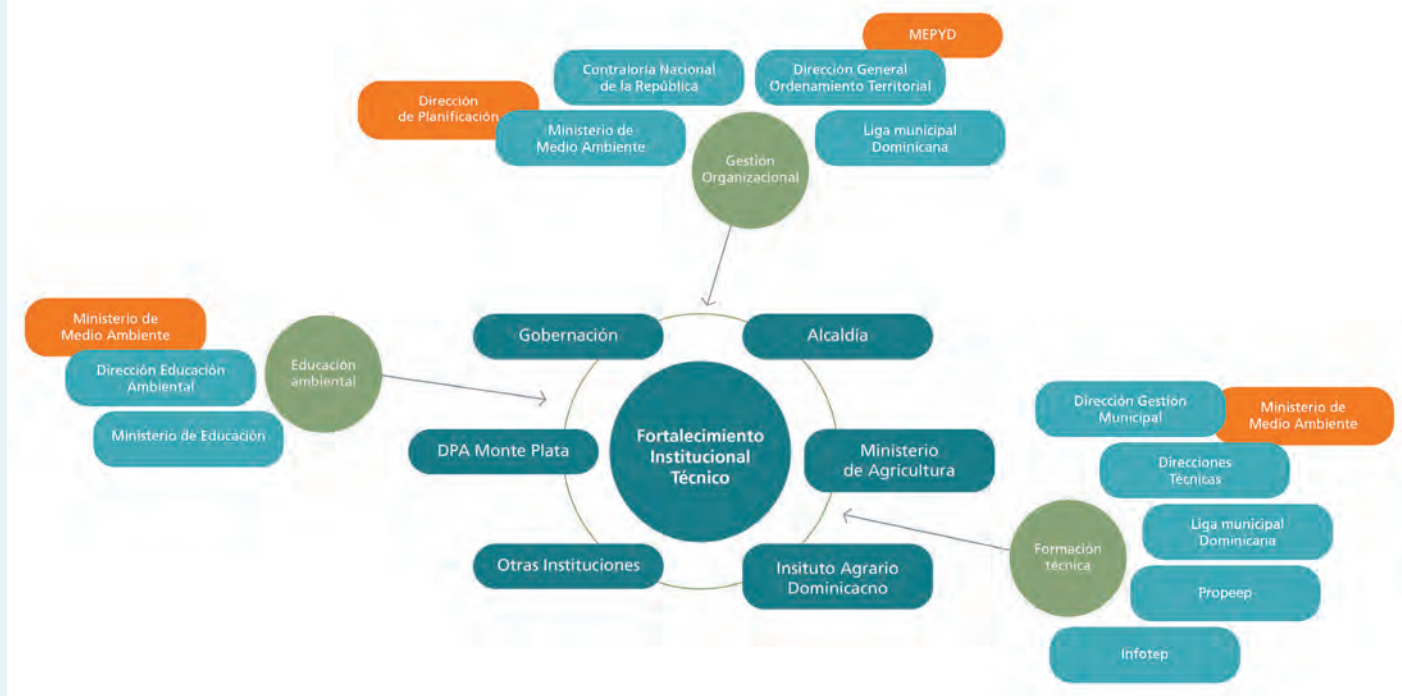 MEPYD
Contraloría Nacional
de la República
Dirección General
Ordenamiento Territorial
Dirección
de Planificación
Ministerio de
Medio Ambiente
Liga municipal
Dominicana
Gestión
Organizacional
Ministerio de
Medio Ambiente
Dirección Educación
Ambiental
Ministerio de Educación
Educación
ambiental
Gobernación
Alcaldía
DPA Monte Plata
Fortalecimiento
Institucional
Técnico
Ministerio
de Agricultura
Otras Instituciones
Insituto Agrario
Dominicacno
Dirección Gestión
Municipal
Ministerio de
Medio Ambiente
Direcciones
Técnicas
Liga municipal
Dominicana
Formación
técnica
Propeep
Infotep